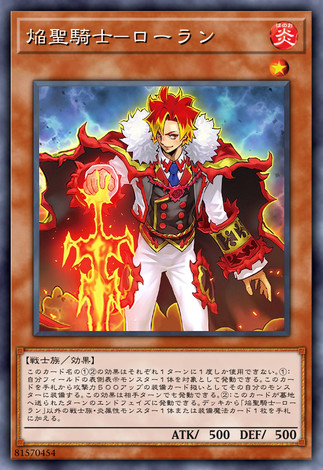 焔聖騎士－ローラン
ほのお
炎
【戦士族／効果】
このカード名の①②の効果はそれぞれ１ターンに１度しか使用できない。①：
自分フィールドの表側表示モンスター１体を対象として発動できる。このカー
ドを手札から攻撃力５００アップの装備カード扱いとしてその自分のモンス
ターに装備する。この効果は相手ターンでも発動できる。②：このカードが墓地
へ送られたターンのエンドフェイズに発動できる。デッキから「焔聖騎士－ロー
ラン」以外の戦士族・炎属性モンスター１体または装備魔法カード１枚を手札
に加える。
ATK/ 500 DEF/ 500
81570454